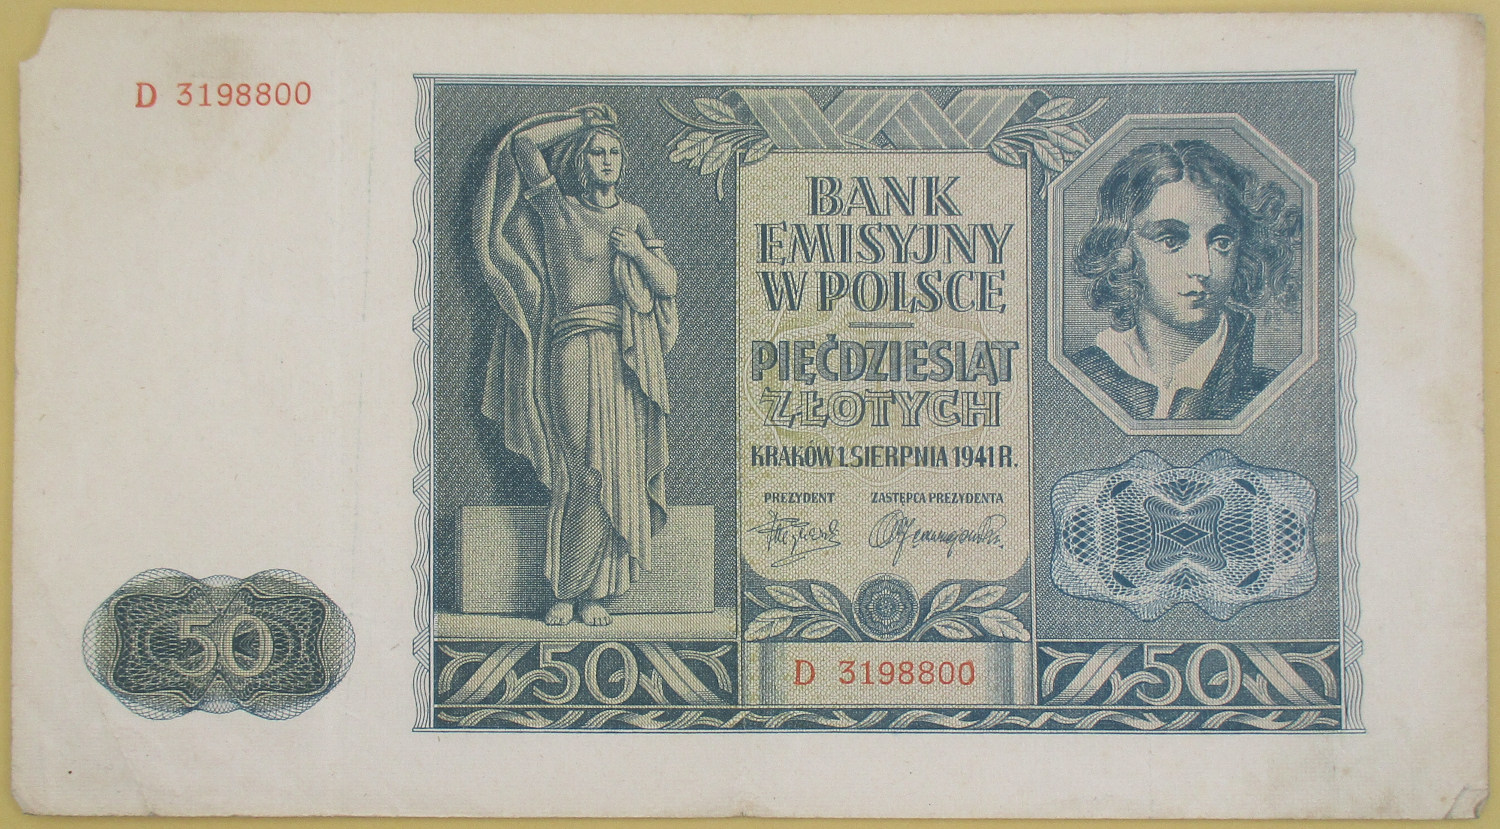 D 3198800
BANK
EMISYJNY
W POLSCE
PIĘĆDZIESIĄT
ZŁOTYCH
KRAKÓW 1.SIERPNIA 1941 R.
PREZYDENT ZASTĘPCA PREZYDENTA
50
50
D 3198800
50